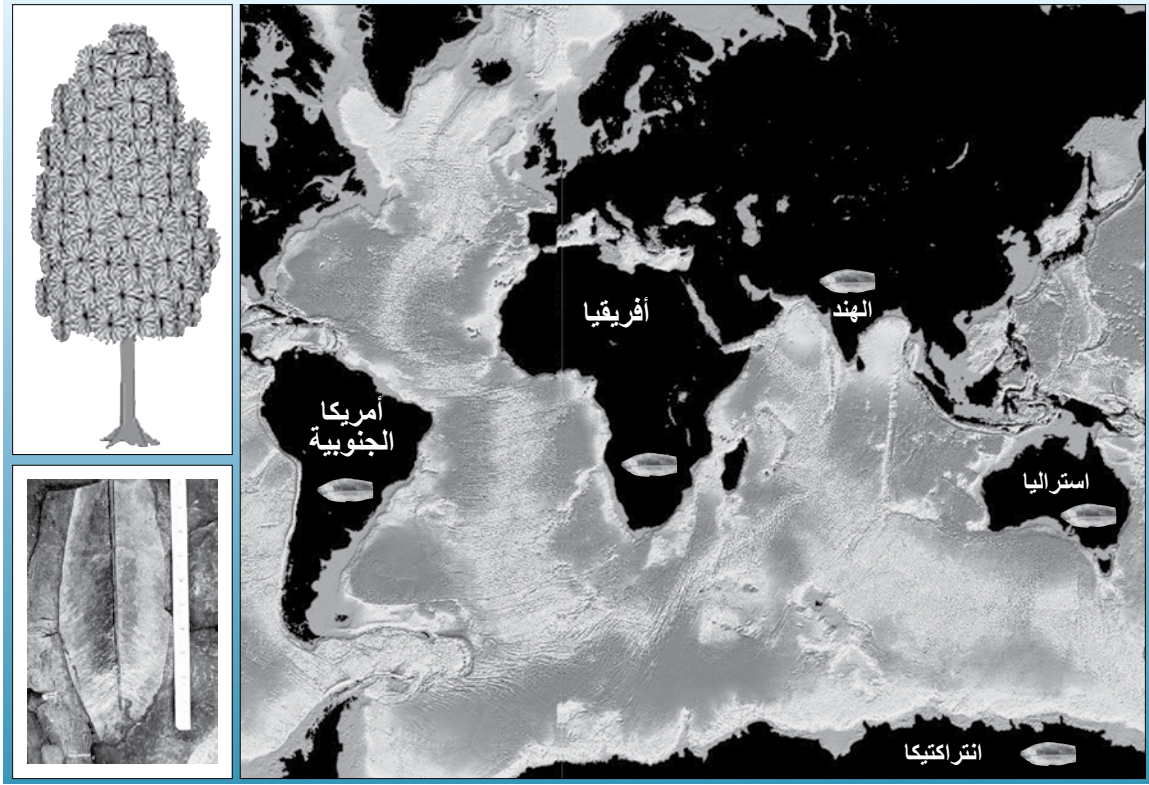 أفريقيا
الهند
أمريكا
الجنوبية
استراليا
انتراكتيكا